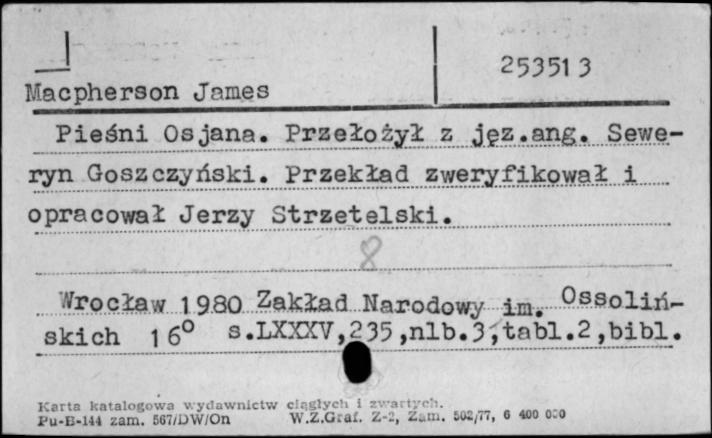 253513
Macpherson James
Pieśni Osjana. Przełożył z jęz.ang. Sewe-
ryn Goszczyński. Przekład zweryfikował i
opracował Jerzy Strzetelski.
8
Wrocław 1980 Zakład Narodowy im. Ossoliń-
skich 16° s.LXXXV,235,nlb.3,tabl.2,bibl.
Karta katalogowa wydawnictw ciągłych i zwartych.
Pu-B-144 zam. 567/DW/On W.Z.Graf. Z-2, Zam. 502/77, 6 400 000